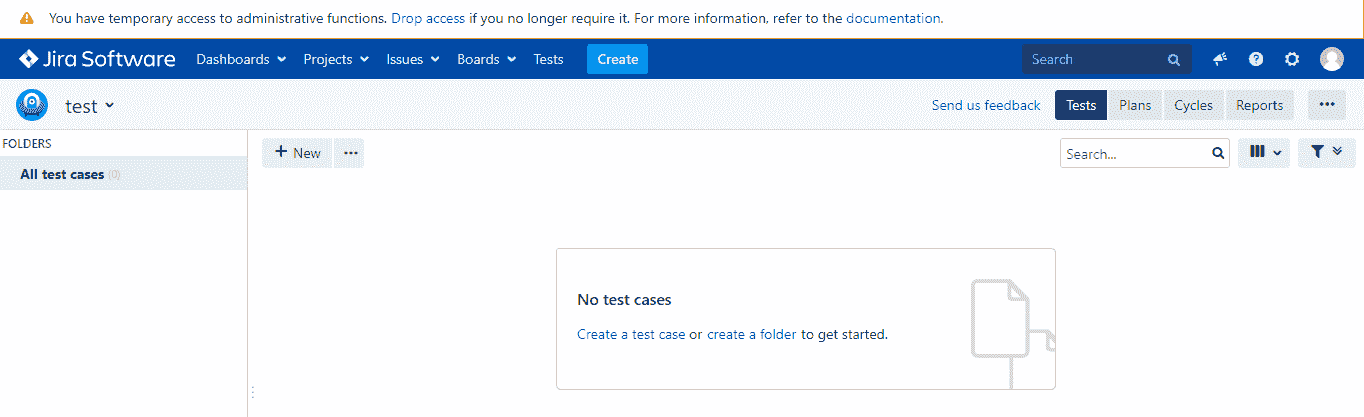 You have temporary access to administrative functions. Drop access if you no longer require it. For more information, refer to the documentation.
Jira Software Dashboards Projects Issues Boards Tests Create Search
test Send us feedback Tests Plans Cycles Reports
FOLDERS
All test cases (0)
New Search...
No test cases
Create a test case or create a folder to get started.